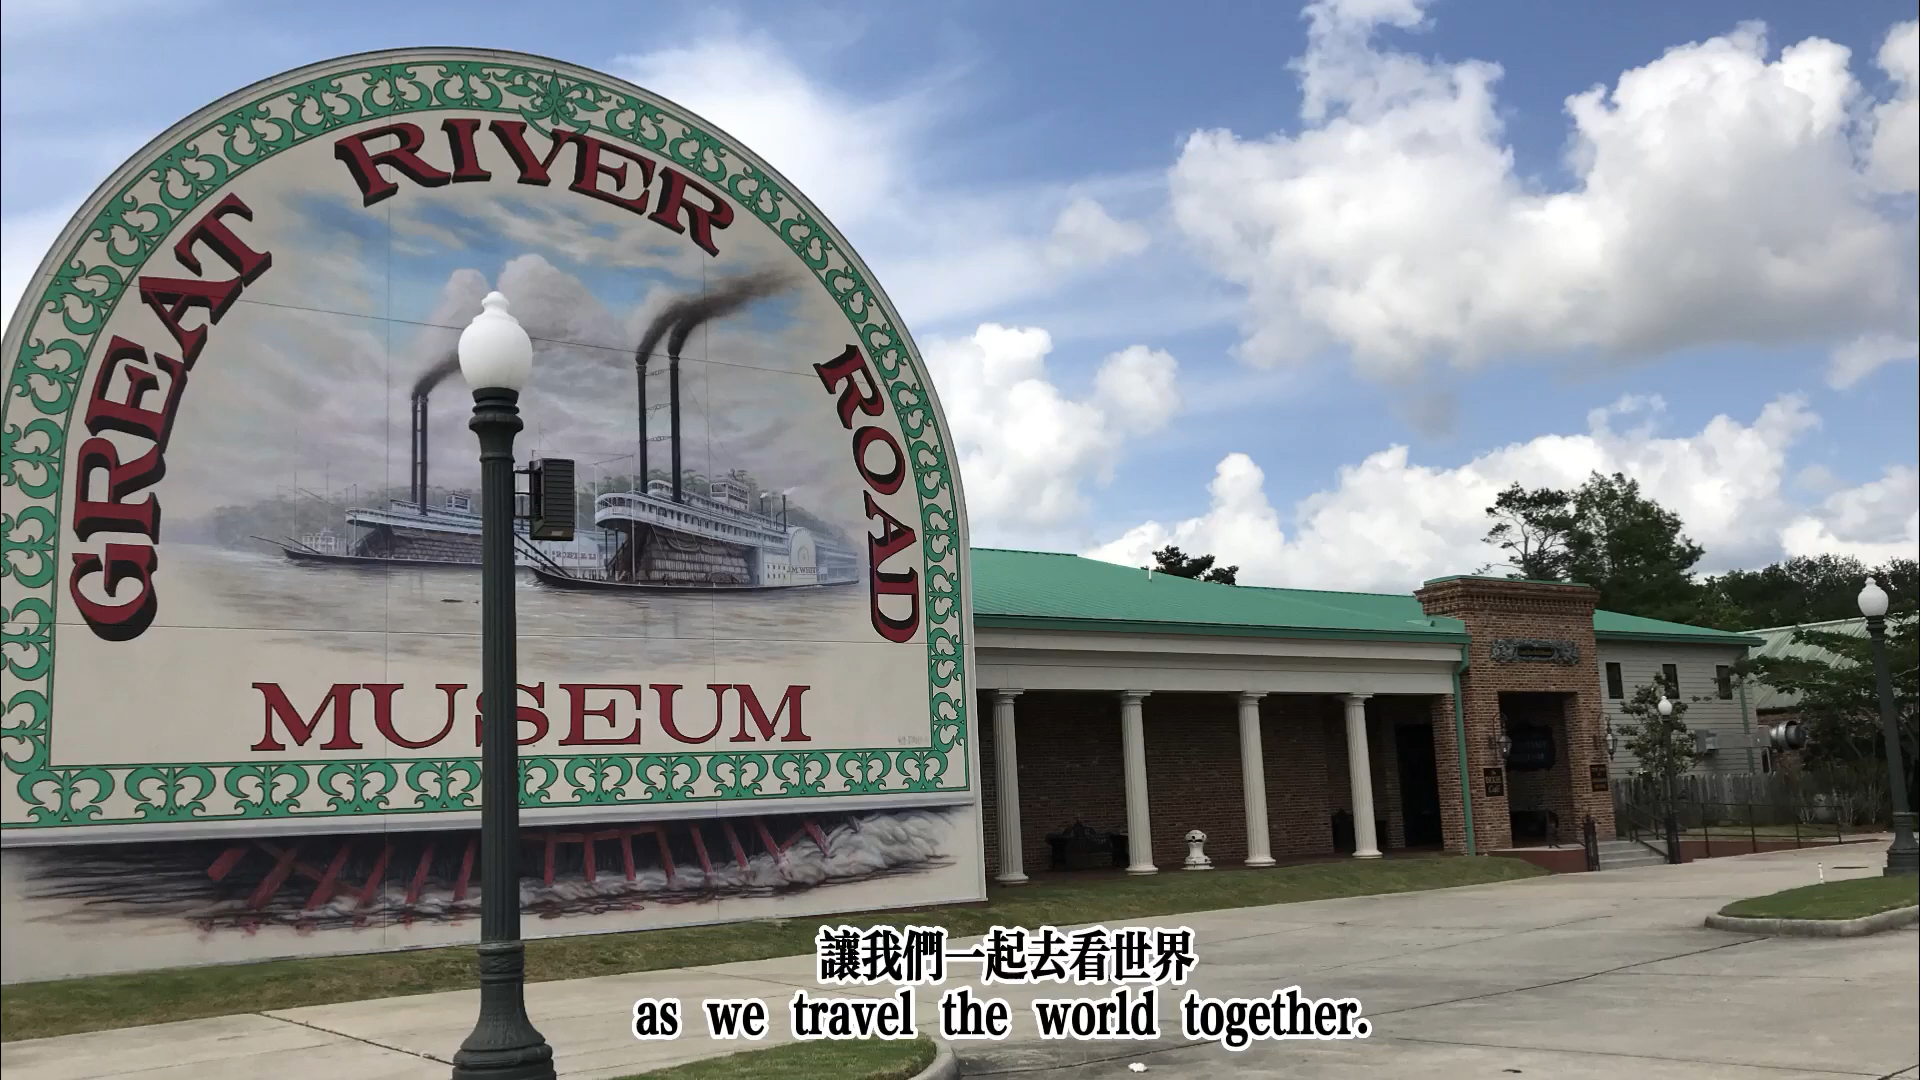 GREAT RIVER ROAD
MUSEUM
讓我們一起去看世界
as we travel the world together.